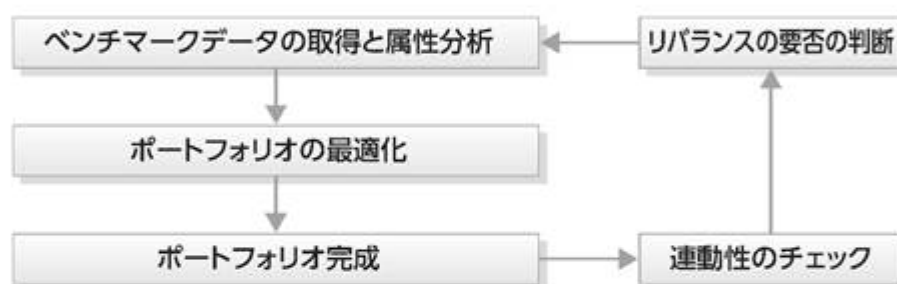 ベンチマークデータの取得と属性分析
リバランスの要否の判断
ポートフォリオの最適化
ポートフォリオ完成
連動性のチェック